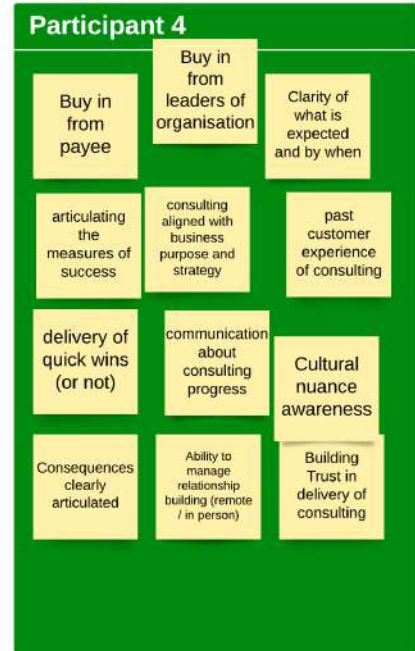 Participant 4
Buy in
from
payee
Buy in
from
leaders of
organisation
Clarity of
what is
expected
and by when
articulating
the
measures of
success
consulting
aligned with
business
purpose and
strategy
past
customer
experience
of consulting
delivery of
quick wins
(or not)
communication
about
consulting
progress
Cultural
nuance
awareness
Consequences
clearly
articulated
Ability to
manage
relationship
building (remote
/ in person)
Building
Trust in
delivery of
consulting